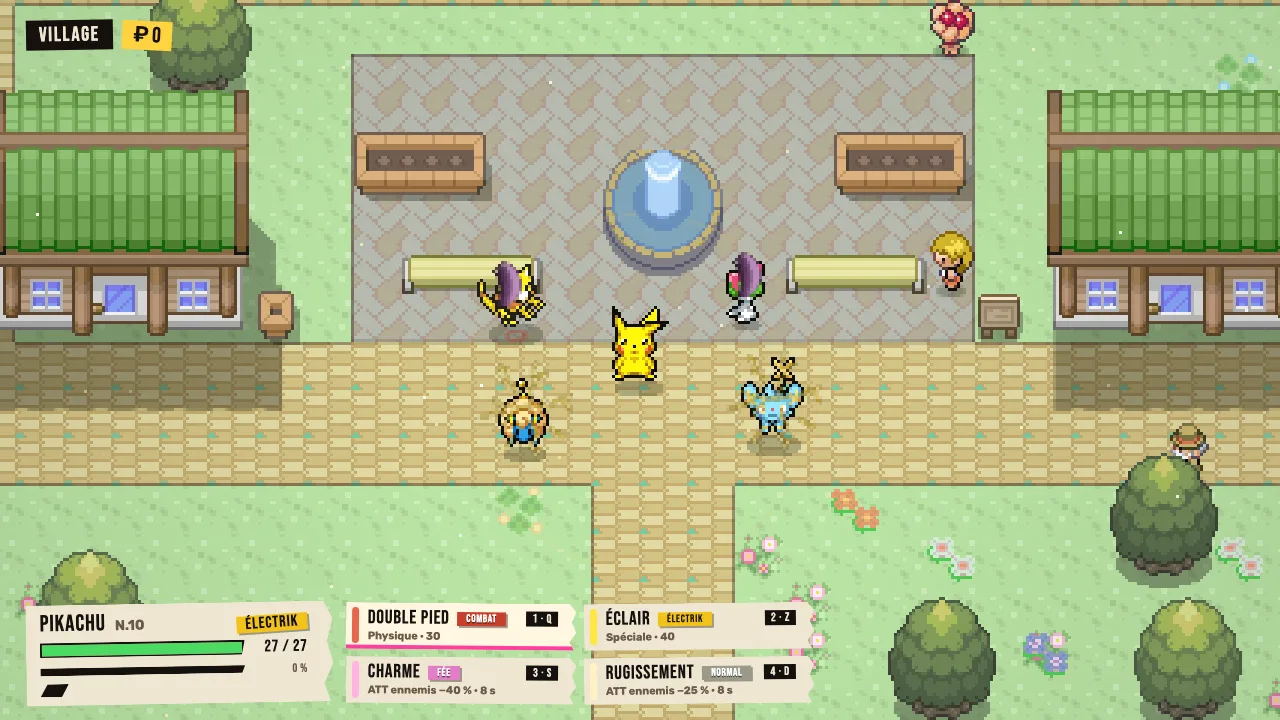 VILLAGE ₽ 0
PIKACHU N.10 ÉLECTRIK
27 / 27
0 %
DOUBLE PIED COMBAT 1 · Q
Physique · 30
ÉCLAIR ÉLECTRIK 2 · Z
Spéciale · 40
CHARME FÉE 3 · S
ATT ennemis −40 % · 8 s
RUGISSEMENT NORMAL 4 · D
ATT ennemis −25 % · 8 s